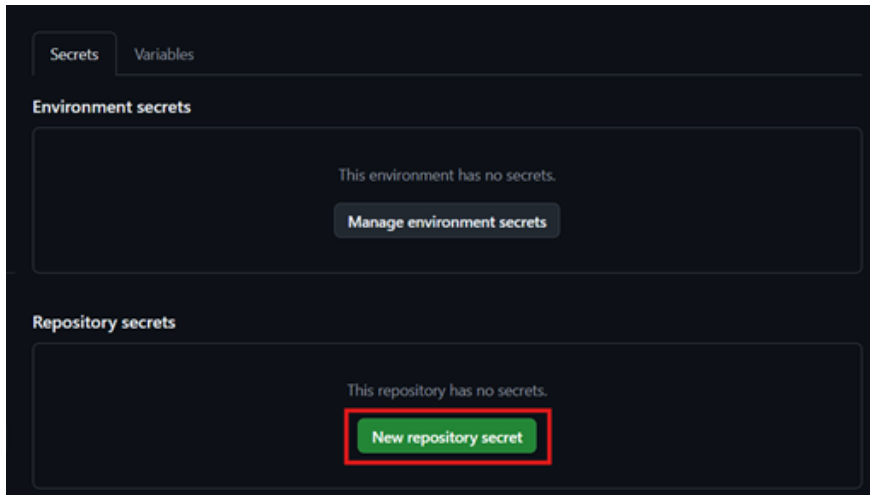 Secrets
Variables
Environment secrets
This environment has no secrets.
Manage environment secrets
Repository secrets
This repository has no secrets.
New repository secret